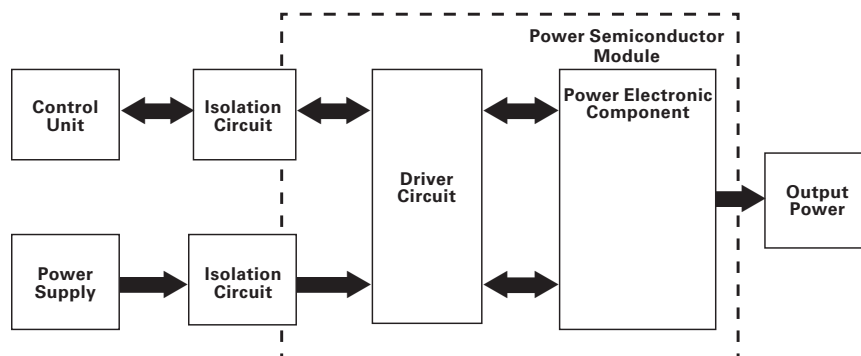 Power Semiconductor
Module
Control
Unit
Isolation
Circuit
Driver
Circuit
Power Electronic
Component
Output
Power
Power
Supply
Isolation
Circuit